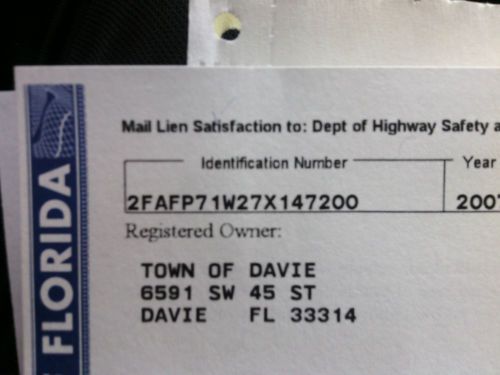 FLORIDA
Mail Lien Satisfaction to: Dept of Highway Safety
Identification Number Year
2FAFP71W27X147200 2007
Registered Owner:
TOWN OF DAVIE
6591 SW 45 ST
DAVIE FL 33314